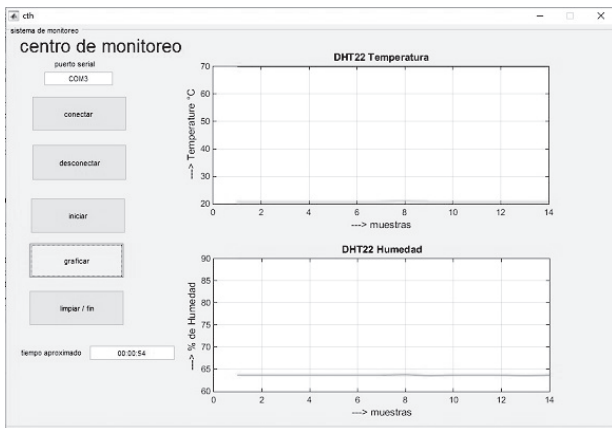 cth
sistema de monitoreo
centro de monitoreo
puerto serial
COM3
conectar
desconectar
iniciar
graficar
limpiar / fin
tiempo aproximado 00:00:54
DHT22 Temperatura
---> Temperature °C
70
60
50
40
30
20
0 2 4 6 8 10 12 14
---> muestras
DHT22 Humedad
---> % de Humedad
90
85
80
75
70
65
60
0 2 4 6 8 10 12 14
---> muestras